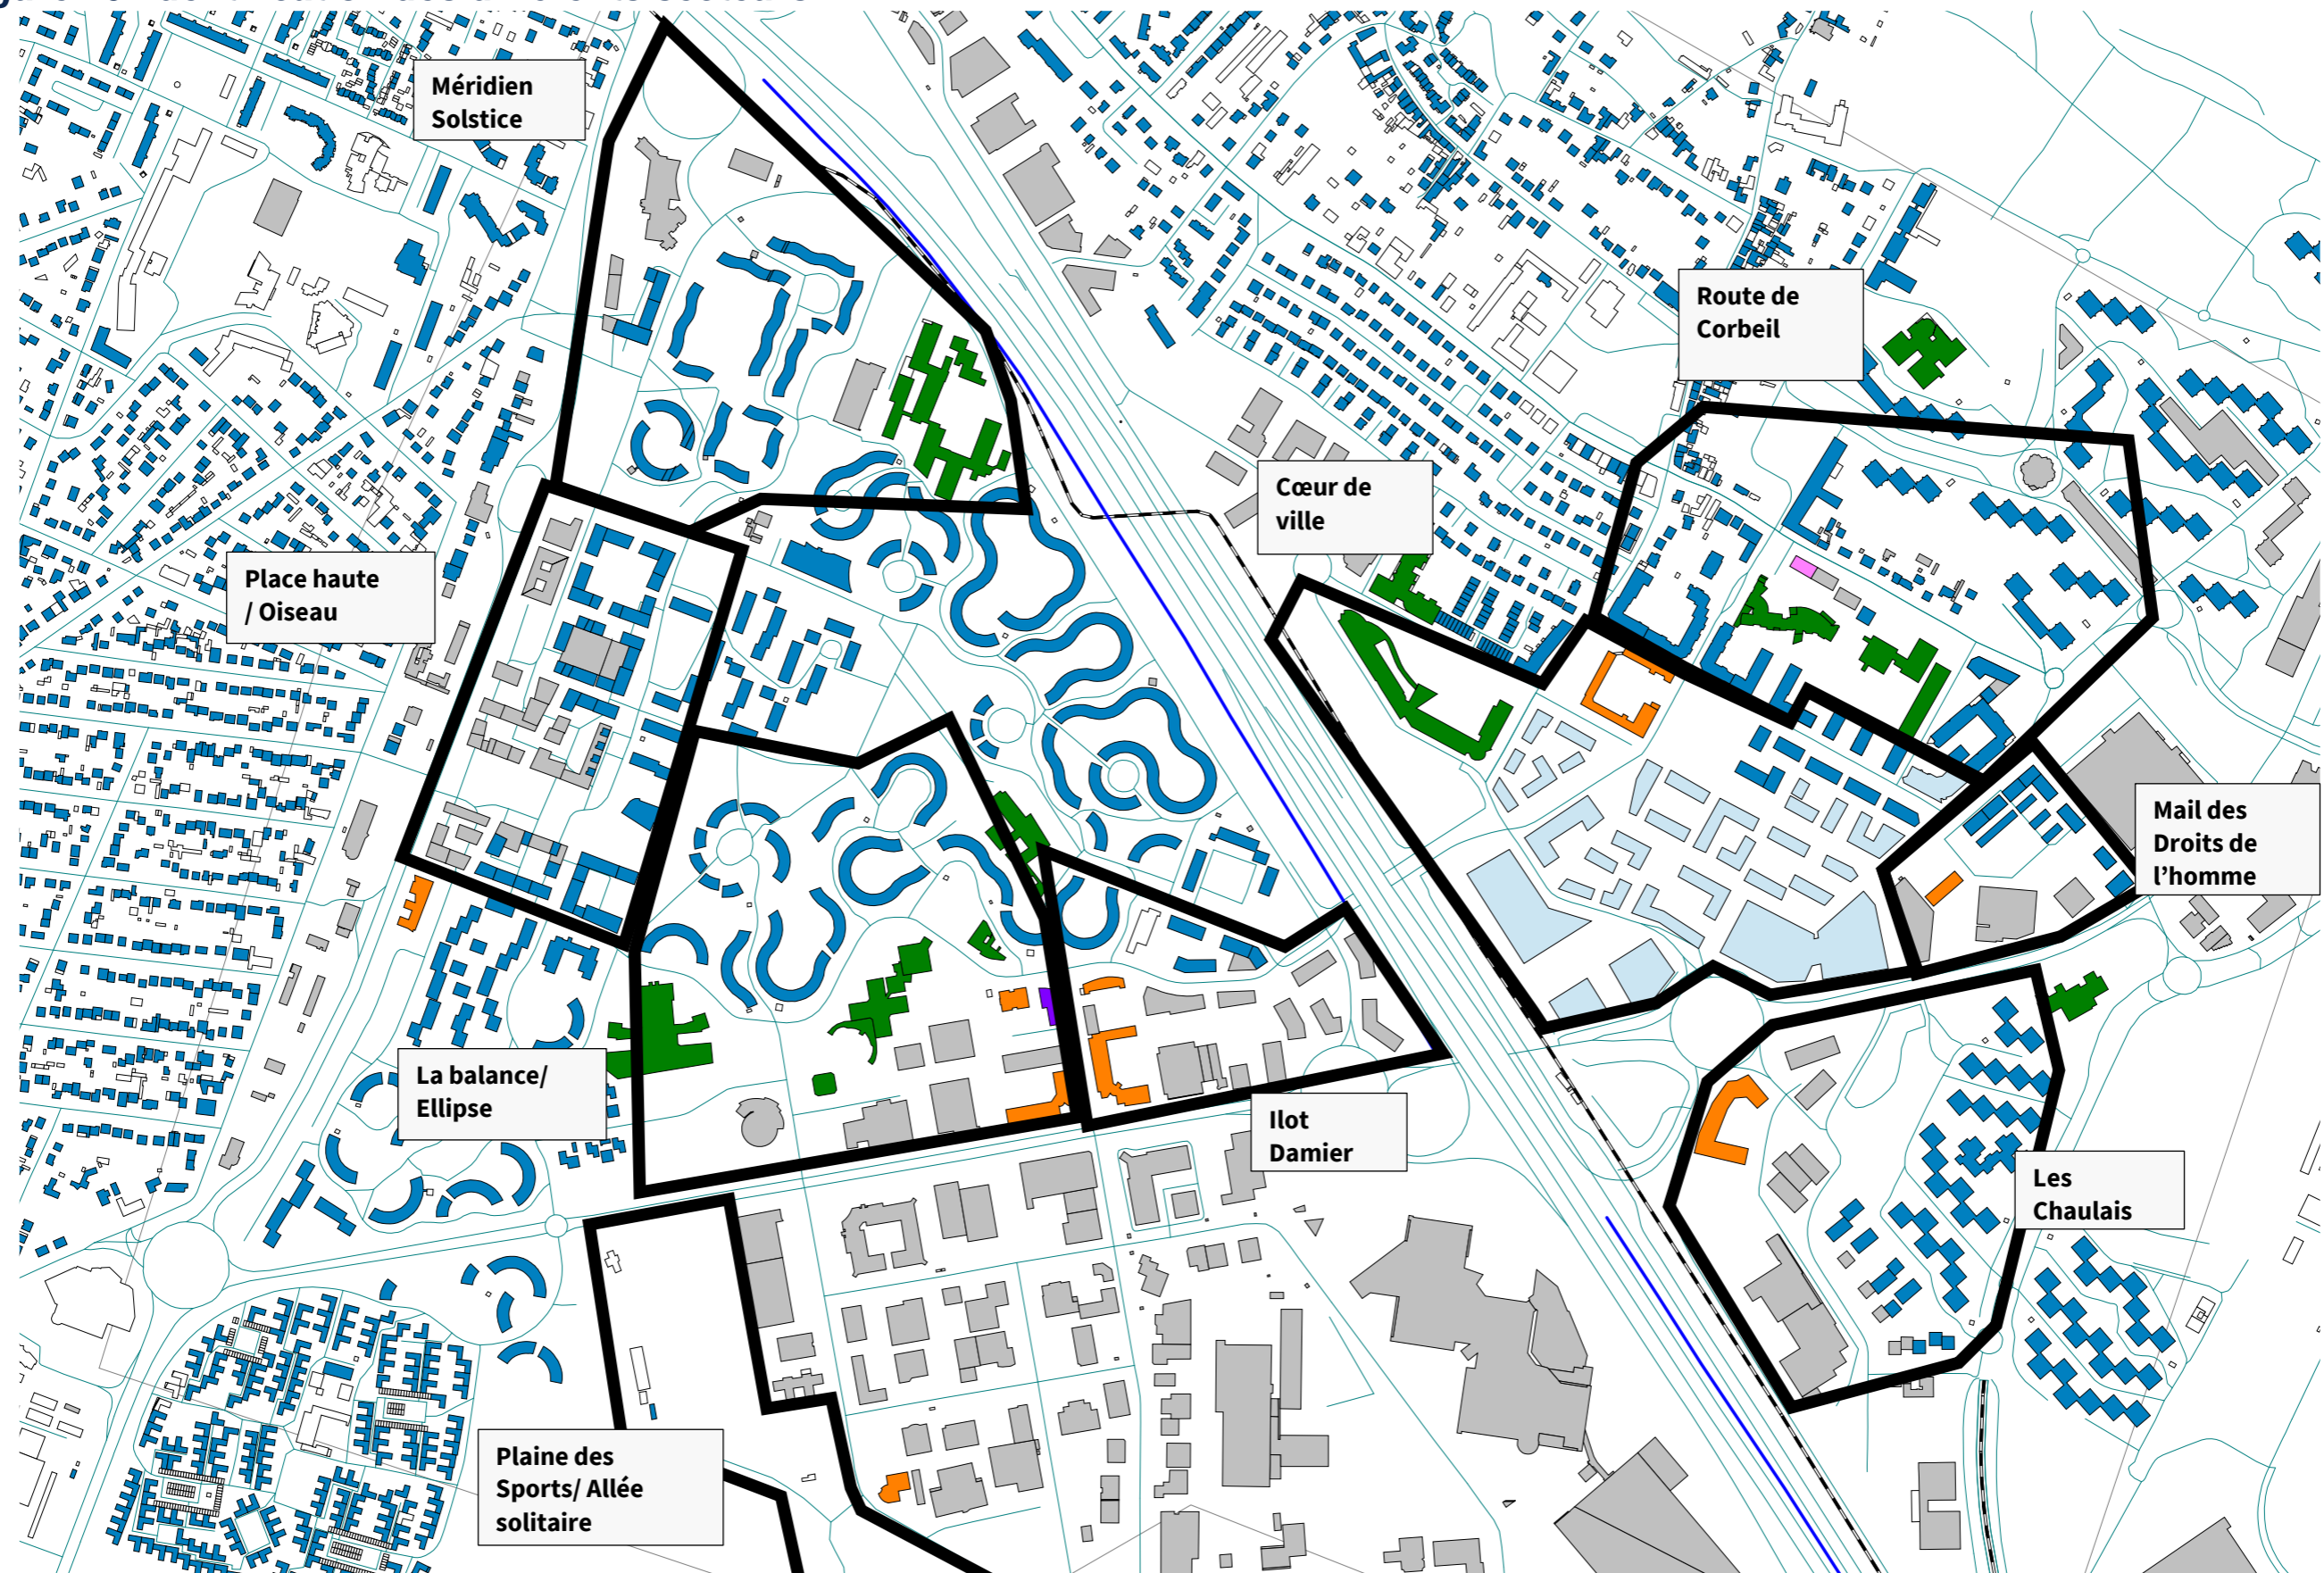 Méridien
Solstice
Route de
Corbeil
Cœur de
ville
Place haute
/ Oiseau
Mail des
Droits de
l’homme
La balance/
Ellipse
Ilot
Damier
Les
Chaulais
Plaine des
Sports/ Allée
solitaire